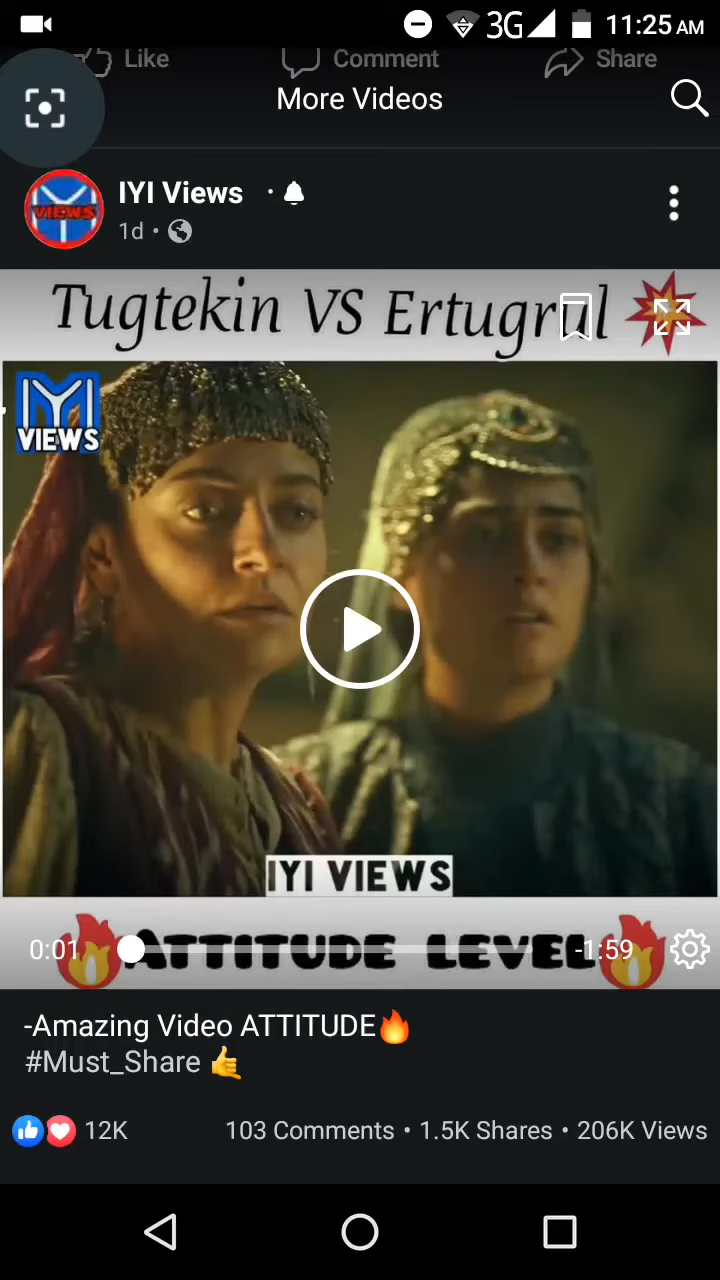 3G 11:25 AM
Like Comment Share
More Videos
IYI Views
VIEWS
1d
Tugtekin VS Ertugrul
IYI
VIEWS
IYI VIEWS
0:01 -1:59
ATTITUDE LEVEL
-Amazing Video ATTITUDE🔥
#Must_Share 🤙
12K 103 Comments • 1.5K Shares • 206K Views